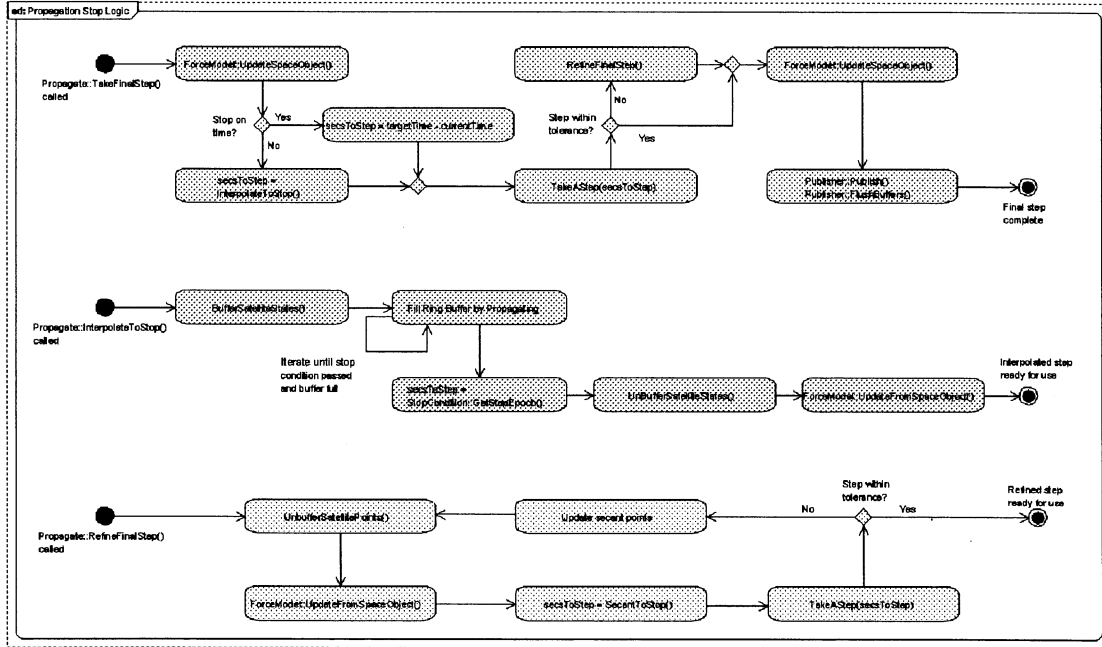 ad: Propagation Stop Logic
Propagate::TakeFinalStep()
called
ForceModel::UpdateSpaceObject()
Stop on
time?
Yes
No
secsToStep = targetTime - currentTime
secsToStep =
InterpolateToStop()
TakeAStep(secsToStep)
Step within
tolerance?
No
Yes
RefineFinalStep()
ForceModel::UpdateSpaceObject()
Publisher::Publish()
Publisher::FlushBuffers()
Final step
complete
Propagate::InterpolateToStop()
called
BufferSatelliteStates()
Fill Ring Buffer by Propagating
Iterate until stop
condition passed
and buffer full
secsToStep =
StopCondition::GetStopEpoch()
UnBufferSatelliteStates()
ForceModel::UpdateFromSpaceObject()
Interpolated step
ready for use
Propagate::RefineFinalStep()
called
UnbufferSatellitePoints()
ForceModel::UpdateFromSpaceObject()
secsToStep = SecantToStop()
TakeAStep(secsToStep)
Step within
tolerance?
No
Yes
Update secant points
Refined step
ready for use